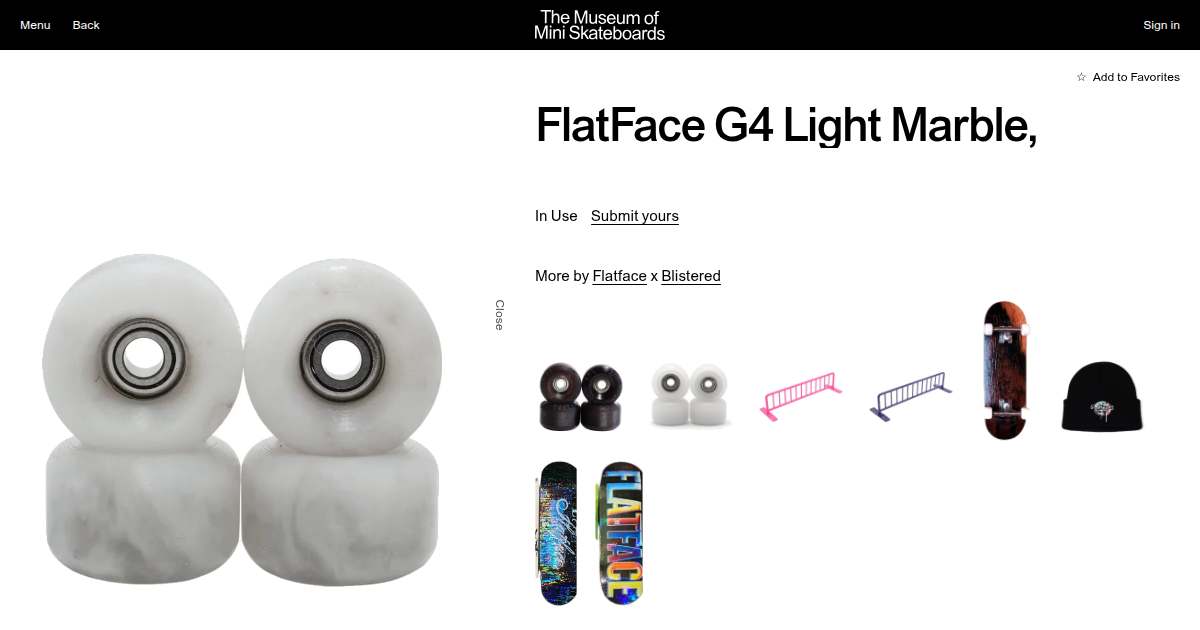 Menu
Back
The Museum of
Mini Skateboards
Sign in
☆ Add to Favorites
FlatFace G4 Light Marble,
In Use
Submit yours
More by Flatface x Blistered
Close
FLATFACE